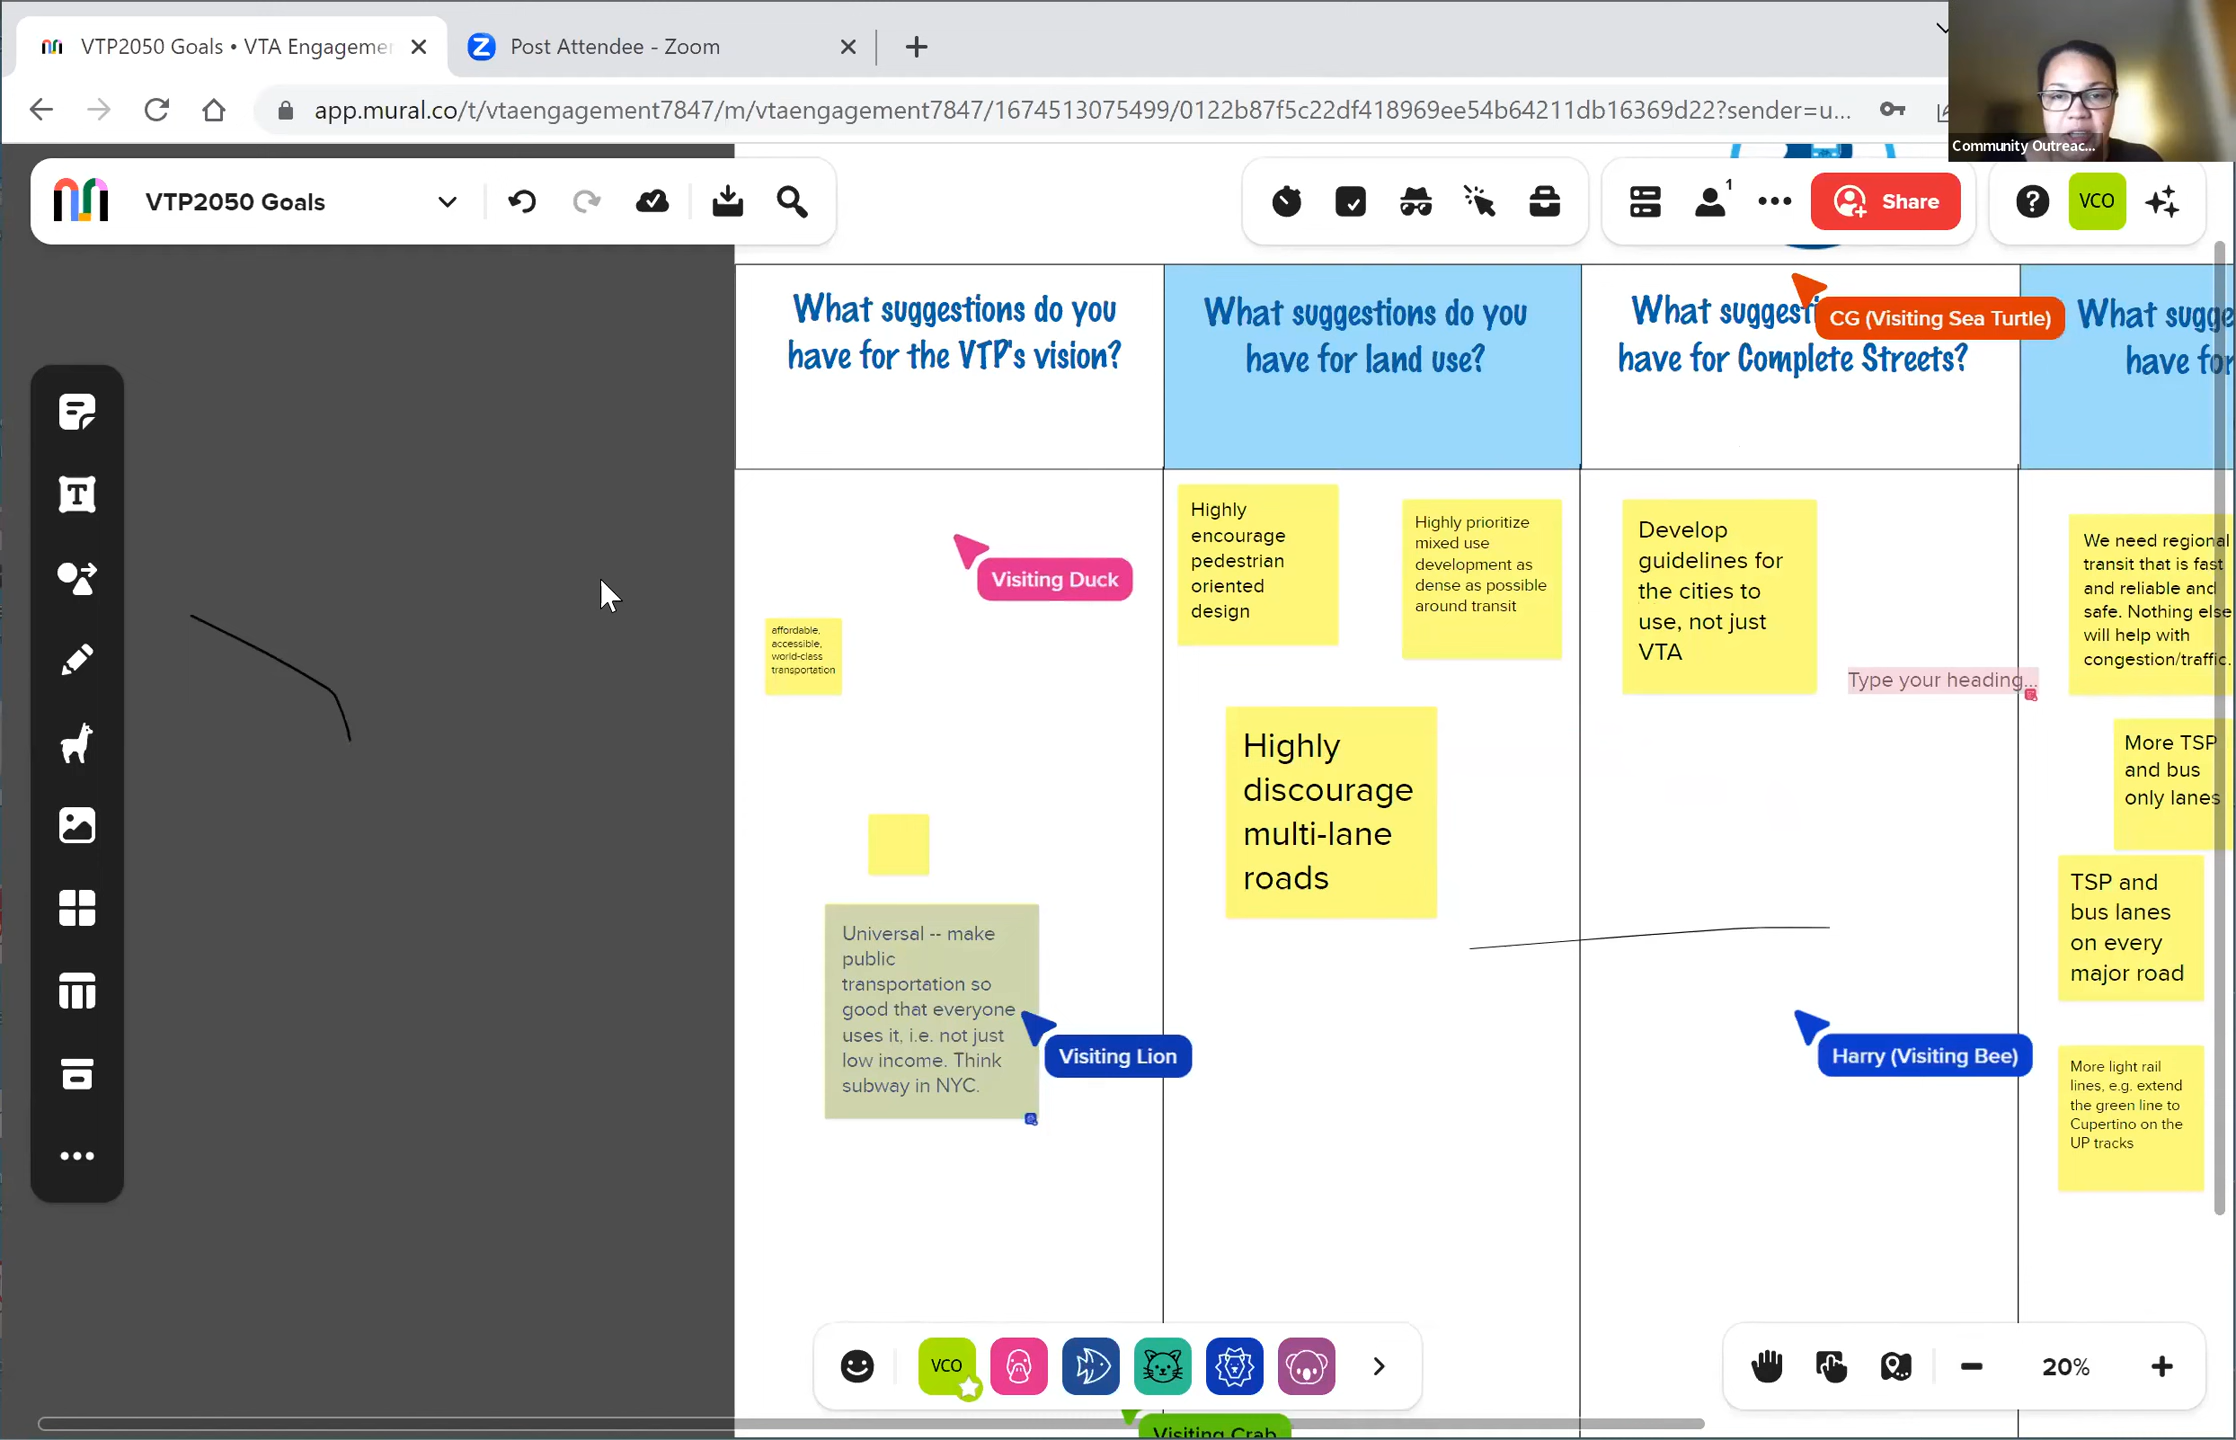 VTP2050 Goals • VTA Engageme
Post Attendee - Zoom
app.mural.co/t/vtaengagement7847/m/vtaengagement7847/1674513075499/0122b87f5c22df418969ee54b64211db16369d22?sender=u...
Community Outreac...
VTP2050 Goals
1
Share
VCO
What suggestions do you
have for the VTP's vision?
What suggestions do you
have for land use?
What suggesti
have for Complete Streets?
CG (Visiting Sea Turtle)
What sugge
have for
Visiting Duck
affordable,
accessible,
world-class
transportation
Universal -- make
public
transportation so
good that everyone
uses it, i.e. not just
low income. Think
subway in NYC.
Visiting Lion
Highly
encourage
pedestrian
oriented
design
Highly prioritize
mixed use
development as
dense as possible
around transit
Highly
discourage
multi-lane
roads
Develop
guidelines for
the cities to
use, not just
VTA
Type your heading...
Harry (Visiting Bee)
We need regional
transit that is fast
and reliable and
safe. Nothing else
will help with
congestion/traffic.
More TSP
and bus
only lanes
TSP and
bus lanes
on every
major road
More light rail
lines, e.g. extend
the green line to
Cupertino on the
UP tracks
VCO
20%
Visiting Crab